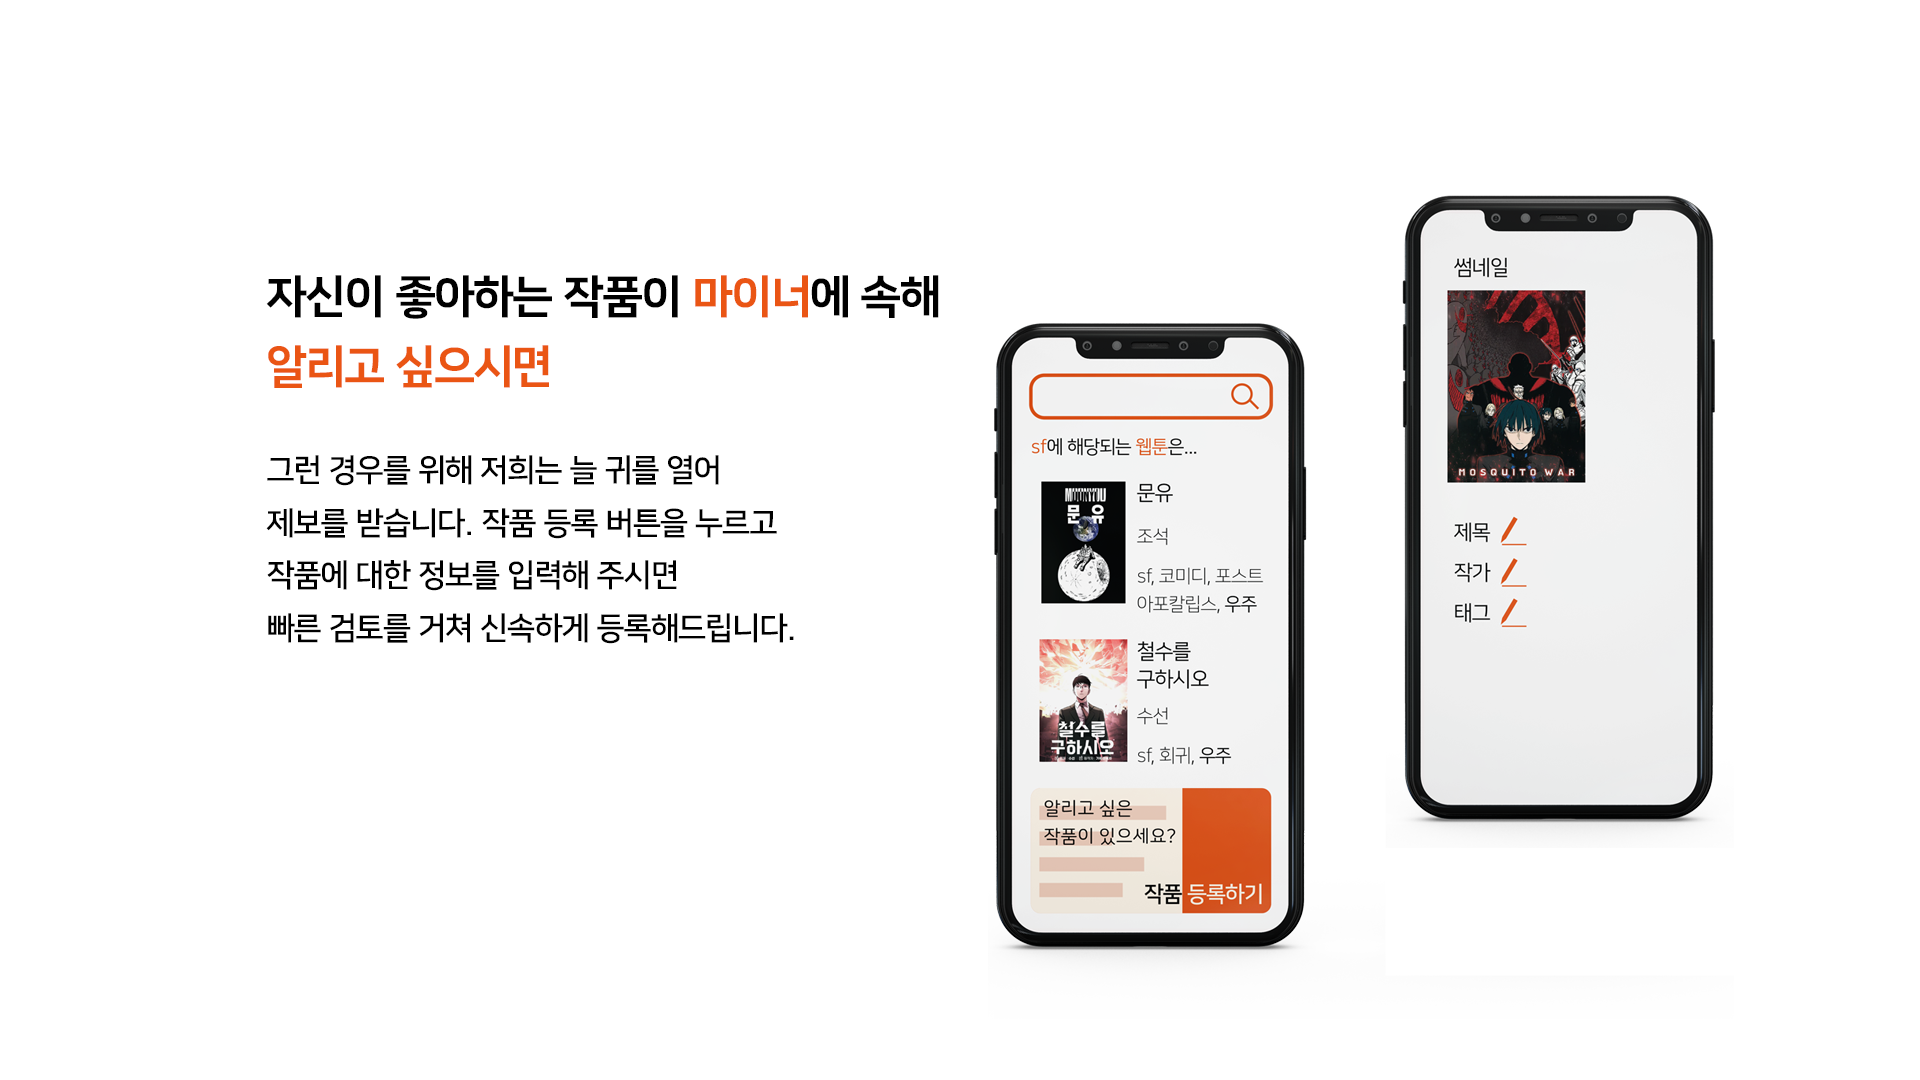 자신이 좋아하는 작품이 마이너에 속해
알리고 싶으시면
그런 경우를 위해 저희는 늘 귀를 열어
제보를 받습니다. 작품 등록 버튼을 누르고
작품에 대한 정보를 입력해 주시면
빠른 검토를 거쳐 신속하게 등록해드립니다.
sf에 해당되는 웹툰은...
MOONYOU
문유
문유
조석
sf, 코미디, 포스트
아포칼립스, 우주
철수를
구하시오
철수를
구하시오
수선
sf, 회귀, 우주
알리고 싶은
작품이 있으세요?
작품 등록하기
썸네일
MOSQUITO WAR
제목
작가
태그